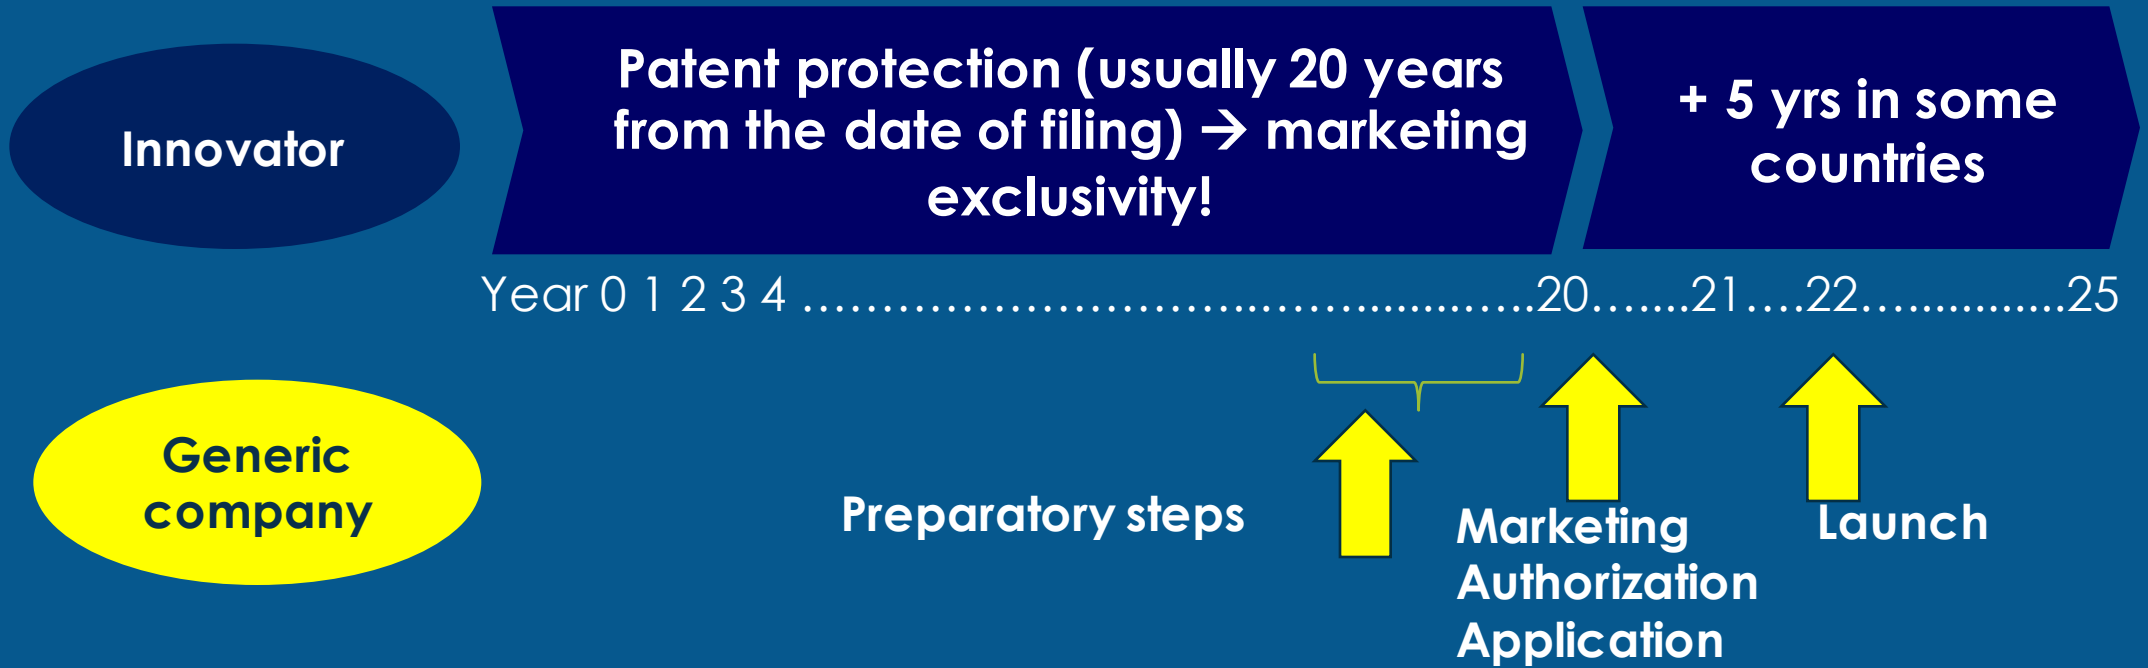 Innovator
Patent protection (usually 20 years
from the date of filing) → marketing
exclusivity!
+ 5 yrs in some
countries
Year 0 1 2 3 4 ……………………………………………..20…....21….22…...........25
Generic
company
Preparatory steps
Marketing
Authorization
Application
Launch